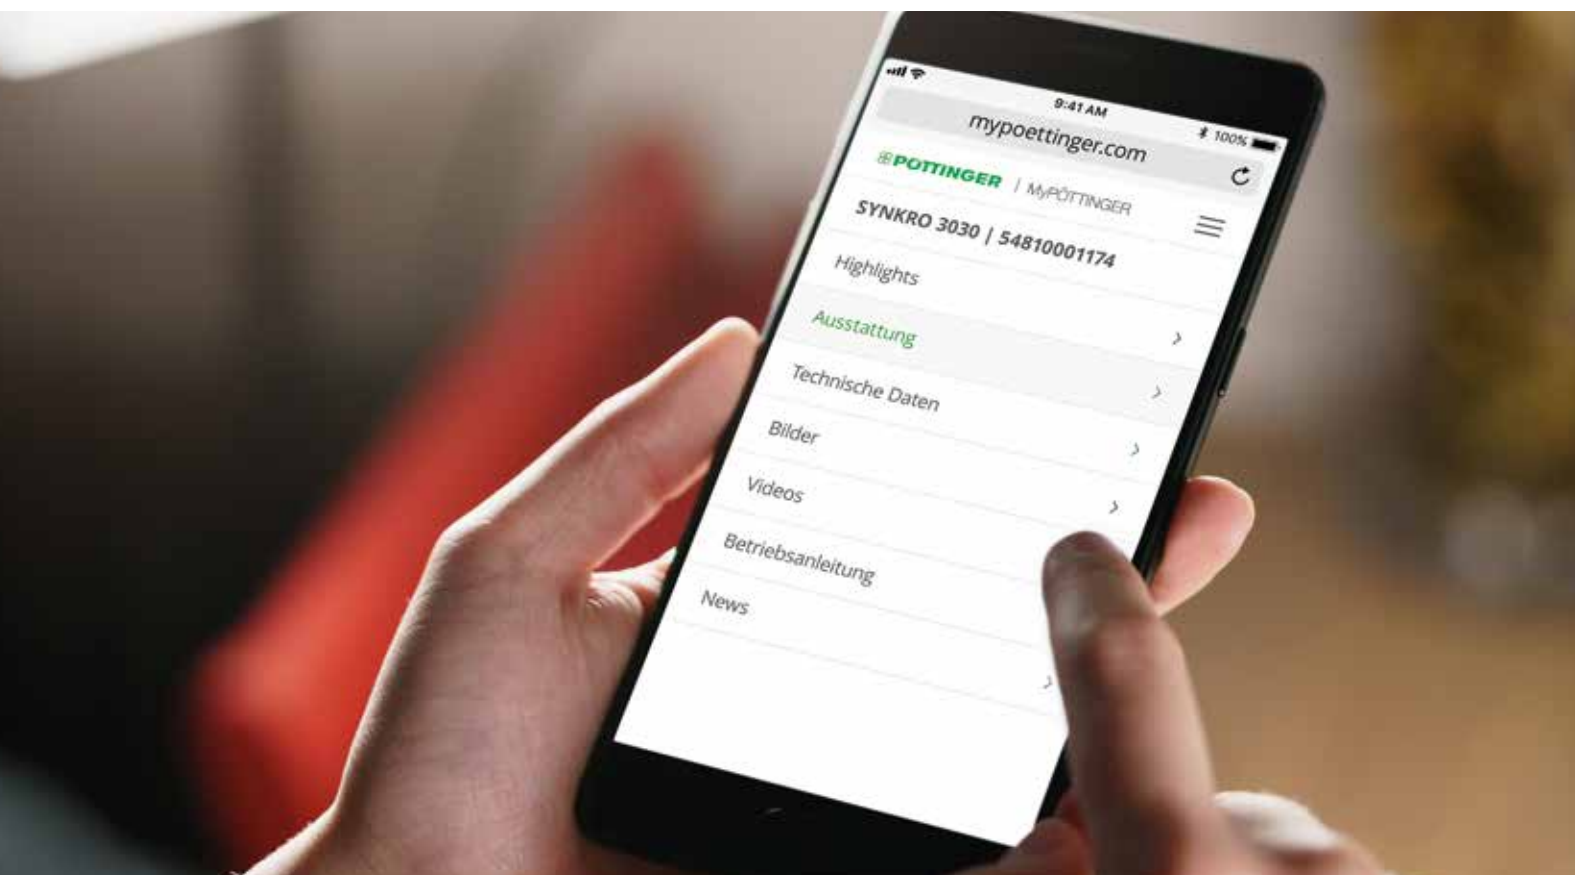 9:41 AM
100%
mypoettinger.com
PÖTTINGER | MyPÖTTINGER
SYNKRO 3030 | 54810001174
Highlights
Ausstattung
Technische Daten
Bilder
Videos
Betriebsanleitung
News